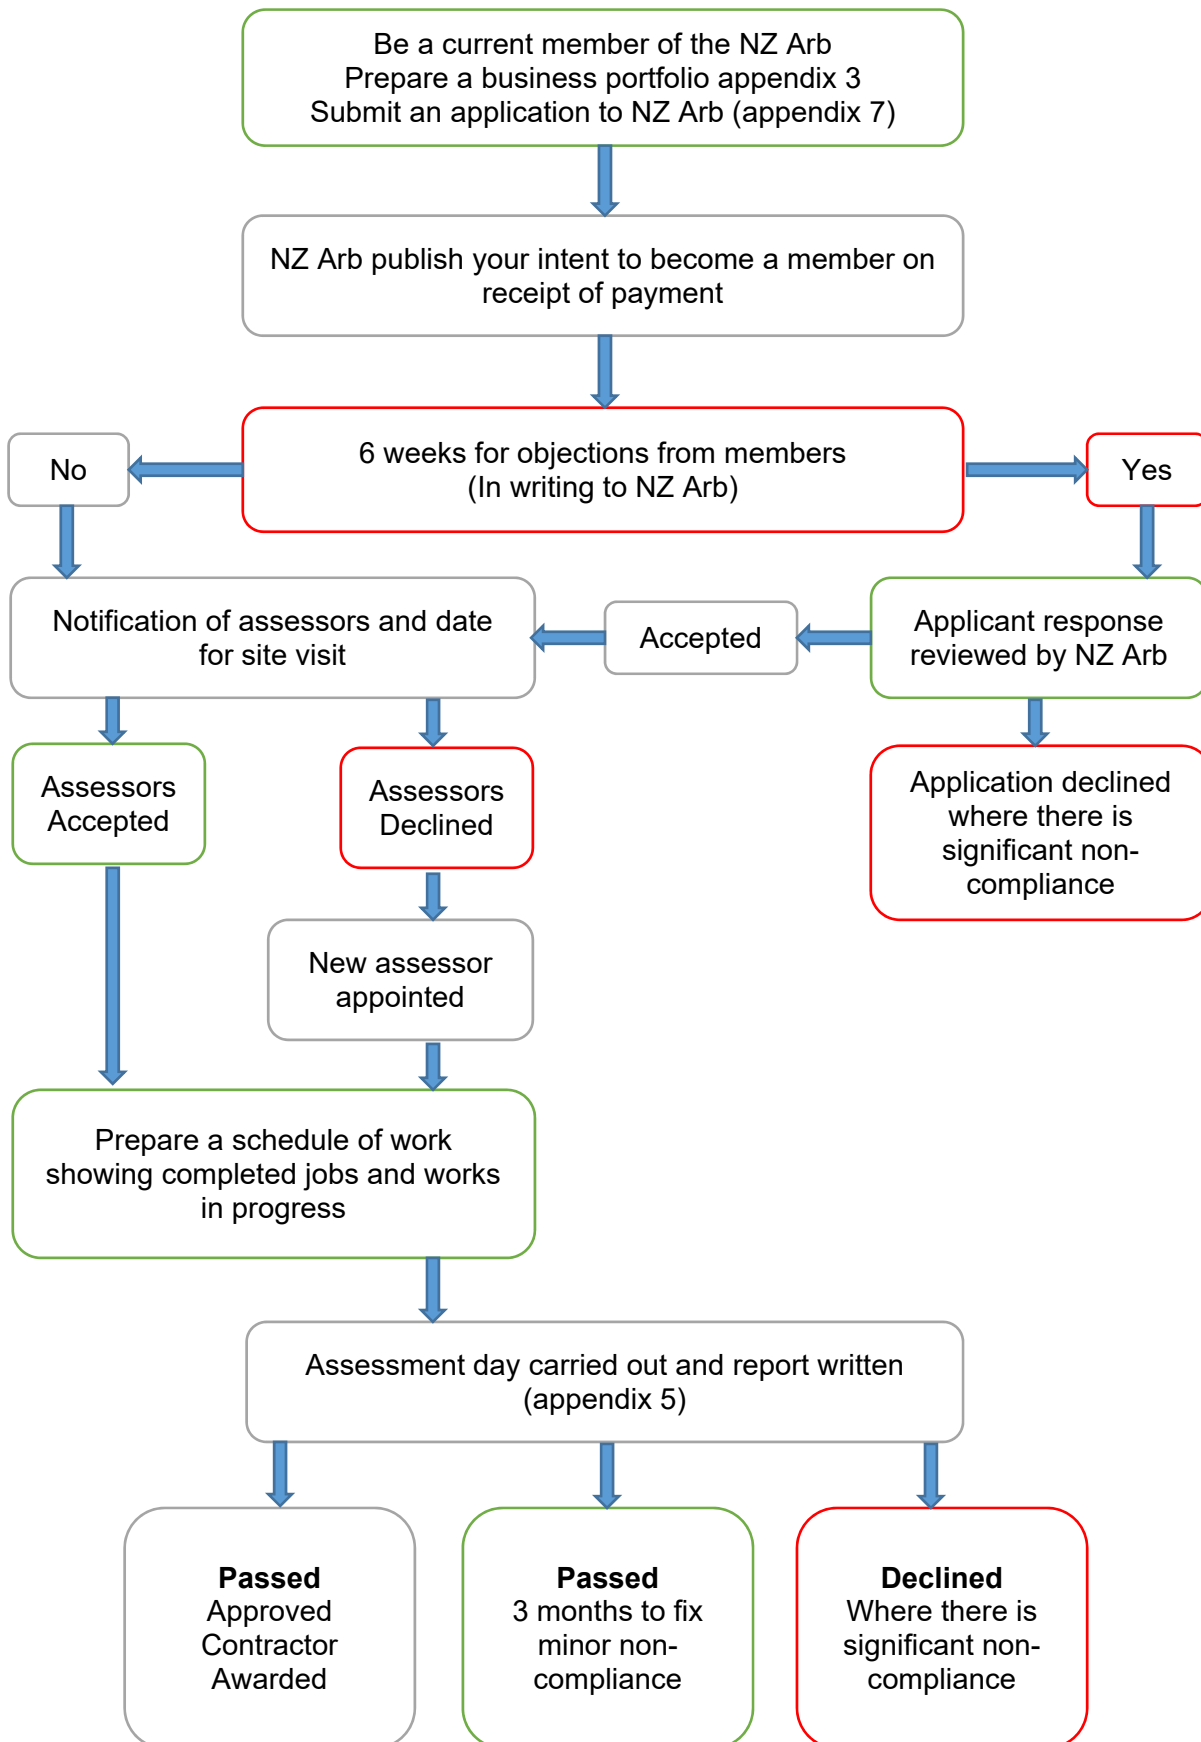 Be a current member of the NZ Arb
Prepare a business portfolio appendix 3
Submit an application to NZ Arb (appendix 7)
NZ Arb publish your intent to become a member on
receipt of payment
6 weeks for objections from members
(In writing to NZ Arb)
No
Yes
Notification of assessors and date
for site visit
Accepted
Applicant response
reviewed by NZ Arb
Assessors
Accepted
Assessors
Declined
Application declined
where there is
significant non-
compliance
New assessor
appointed
Prepare a schedule of work
showing completed jobs and works
in progress
Assessment day carried out and report written
(appendix 5)
Passed
Approved
Contractor
Awarded
Passed
3 months to fix
minor non-
compliance
Declined
Where there is
significant non-
compliance